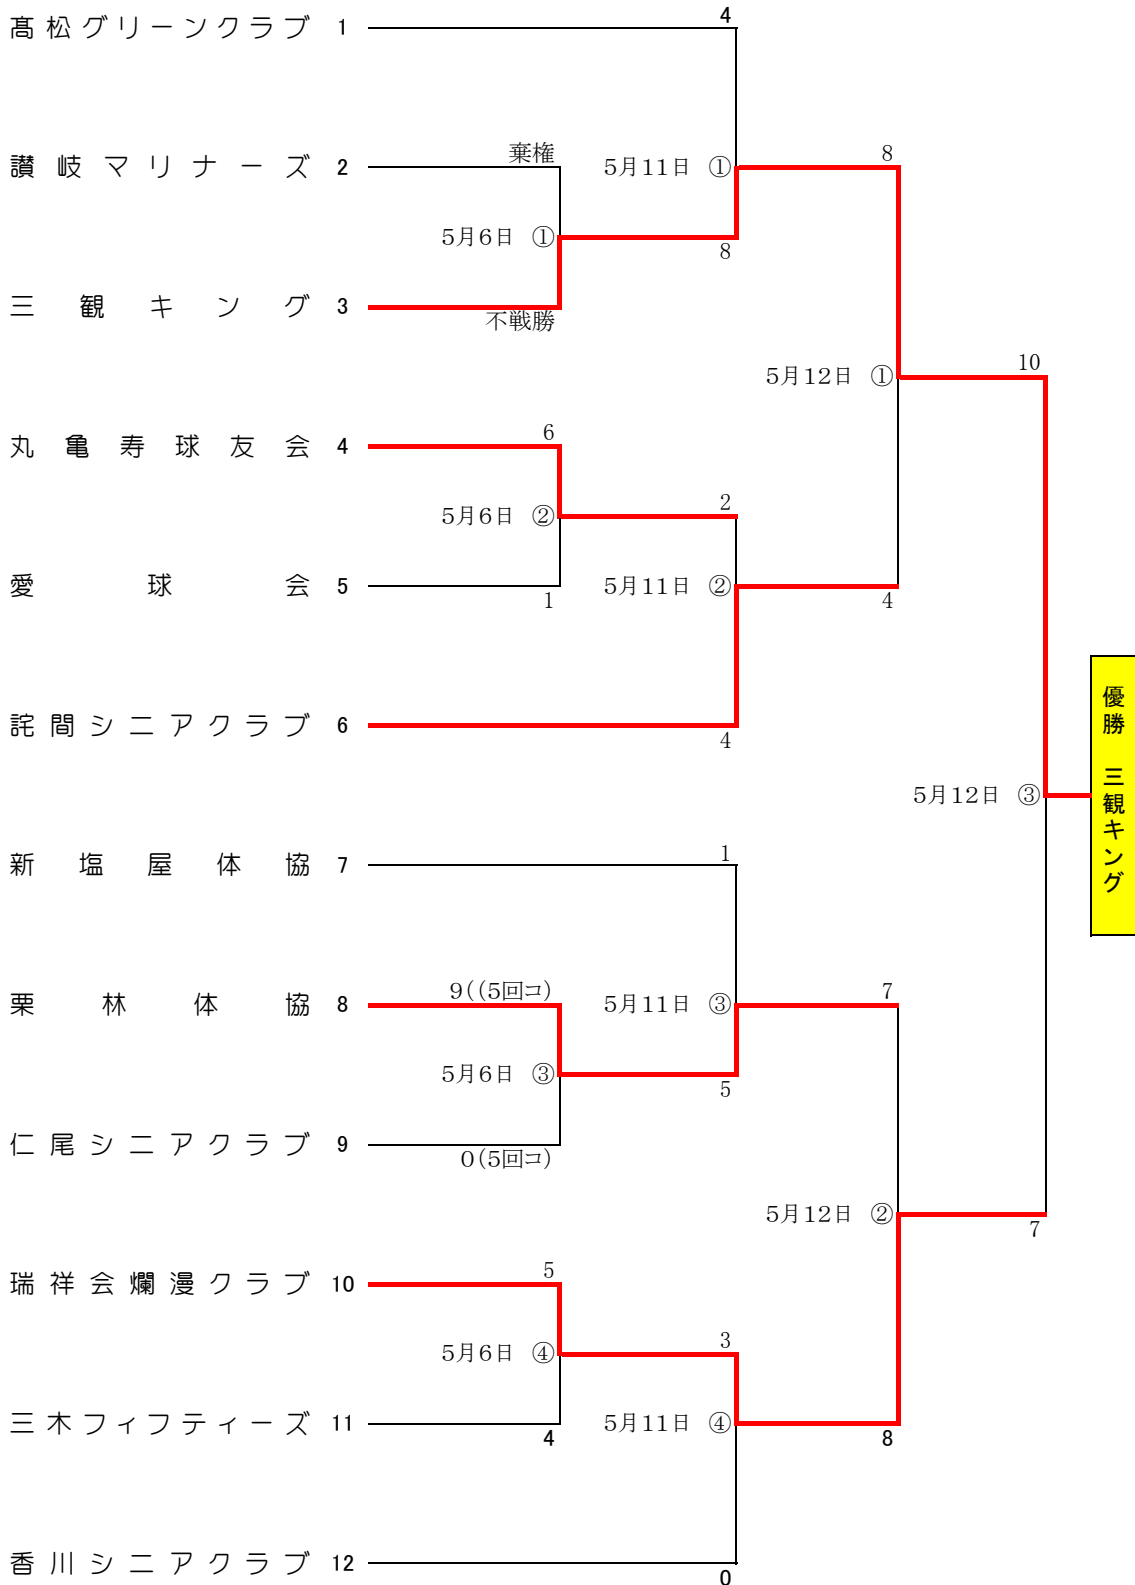 髙松グリーンクラブ 1
4
讃岐マリナーズ 2
棄権
5月11日 ①
8
5月6日 ①
8
三観キング 3
不戦勝
5月12日 ①
10
丸亀寿球友会 4
6
5月6日 ②
2
愛球会 5
1
5月11日 ②
4
詫間シニアクラブ 6
4
優勝 三観キング
5月12日 ③
新塩屋体協 7
1
栗林体協 8
9((5回コ)
5月11日 ③
7
5月6日 ③
5
仁尾シニアクラブ 9
0(5回コ)
5月12日 ②
7
瑞祥会爛漫クラブ 10
5
5月6日 ④
3
三木フィフティーズ 11
4
5月11日 ④
8
香川シニアクラブ 12
0